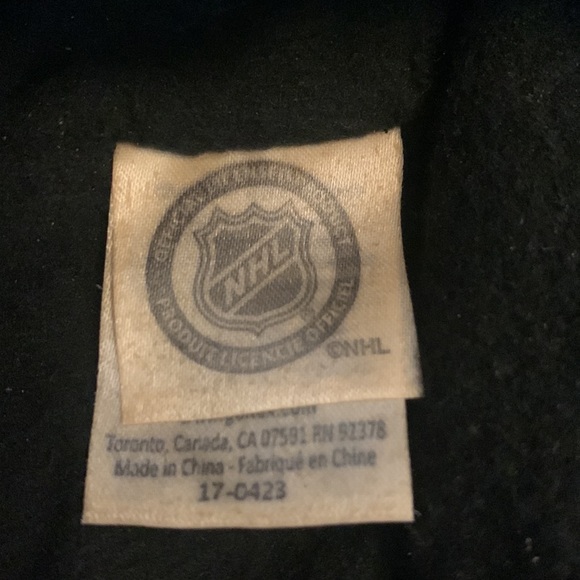 OFFICIAL LICENSED PRODUCT
NHL
PRODUIT LICENCIÉ OFFICIEL
©NHL
Toronto, Canada, CA 07591 RN 92378
Made in China - Fabriqué en Chine
17-0423